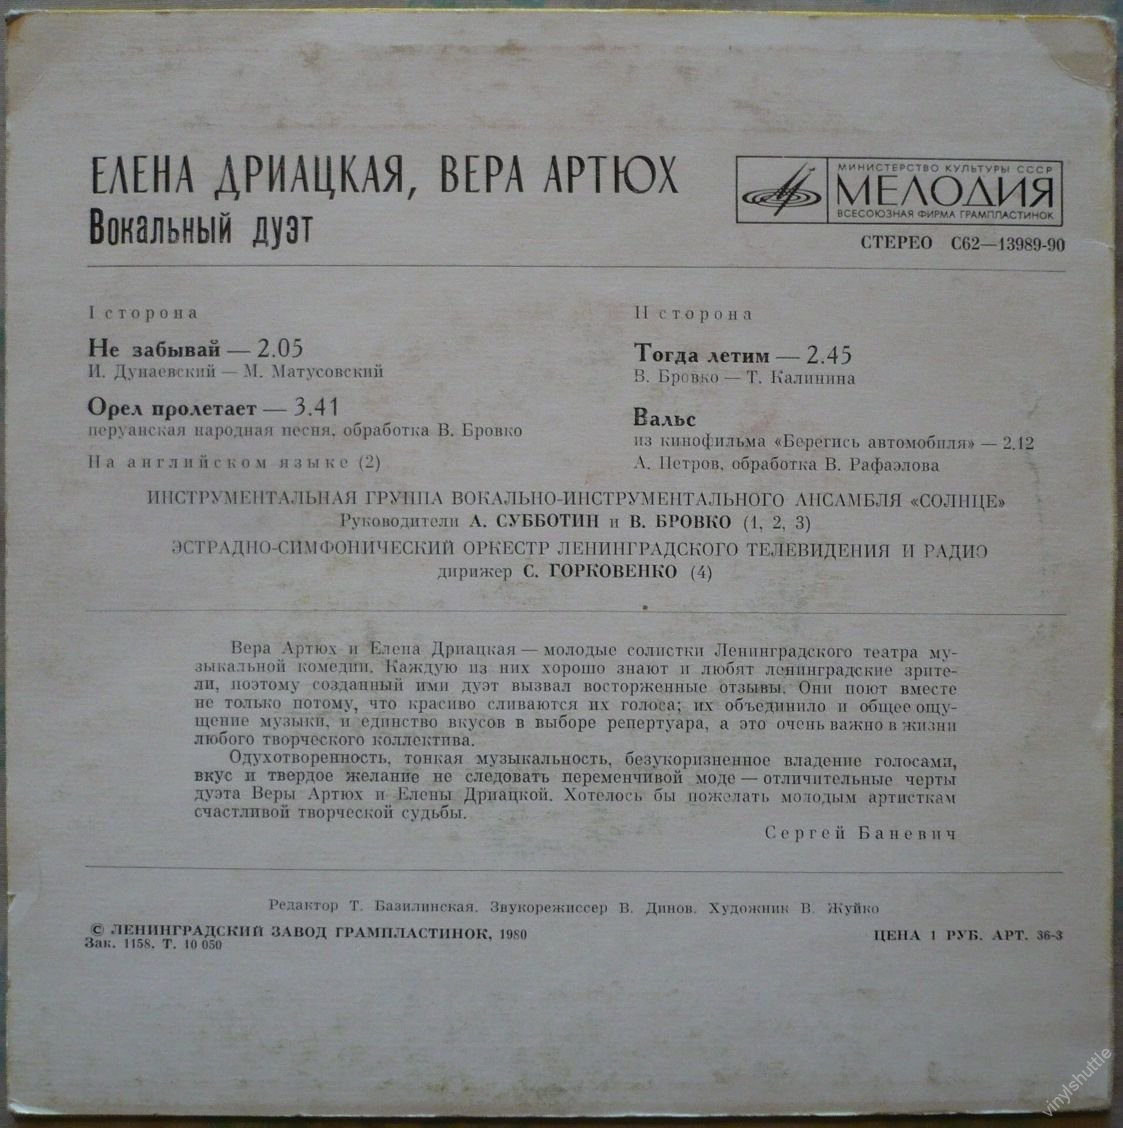 ЕЛЕНА ДРИАЦКАЯ, ВЕРА АРТЮХ
Вокальный дуэт
МИНИСТЕРСТВО КУЛЬТУРЫ СССР
МЕЛОДИЯ
ВСЕСОЮЗНАЯ ФИРМА ГРАМПЛАСТИНОК
СТЕРЕО С62—13989-90
I сторона
Не забывай — 2.05
И. Дунаевский — М. Матусовский
Орел пролетает — 3.41
перуанская народная песня, обработка В. Бровко
На английском языке (2)
II сторона
Тогда летим — 2.45
В. Бровко — Т. Калинина
Вальс
из кинофильма «Берегись автомобиля» — 2.12
А. Петров, обработка В. Рафаэлова
ИНСТРУМЕНТАЛЬНАЯ ГРУППА ВОКАЛЬНО-ИНСТРУМЕНТАЛЬНОГО АНСАМБЛЯ «СОЛНЦЕ»
Руководители А. СУББОТИН и В. БРОВКО (1, 2, 3)
ЭСТРАДНО-СИМФОНИЧЕСКИЙ ОРКЕСТР ЛЕНИНГРАДСКОГО ТЕЛЕВИДЕНИЯ И РАДИО
дирижер С. ГОРКОВЕНКО (4)
Вера Артюх и Елена Дриацкая — молодые солистки Ленинградского театра му-
зыкальной комедии. Каждую из них хорошо знают и любят ленинградские зрите-
ли, поэтому созданный ими дуэт вызвал восторженные отзывы. Они поют вместе
не только потому, что красиво сливаются их голоса; их объединило и общее ощу-
щение музыки, и единство вкусов в выборе репертуара, а это очень важно в жизни
любого творческого коллектива.
Одухотворенность, тонкая музыкальность, безукоризненное владение голосами,
вкус и твердое желание не следовать переменчивой моде — отличительные черты
дуэта Веры Артюх и Елены Дриацкой. Хотелось бы пожелать молодым артисткам
счастливой творческой судьбы.
Сергей Баневич
Редактор Т. Базилинская. Звукорежиссер В. Динов. Художник В. Жуйко
© ЛЕНИНГРАДСКИЙ ЗАВОД ГРАМПЛАСТИНОК, 1980
Зак. 1158. Т. 10 050
ЦЕНА 1 РУБ. АРТ. 36-3
vinylshuttle